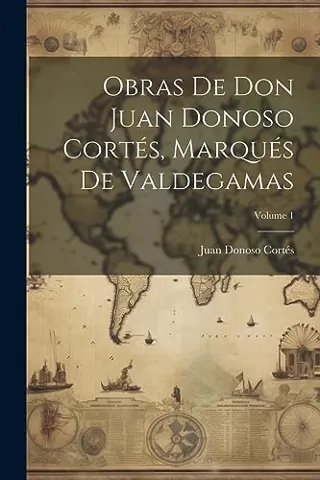 Obras De Don
Juan Donoso
Cortés, Marqués
De Valdegamas
Volume 1
Juan Donoso Cortés